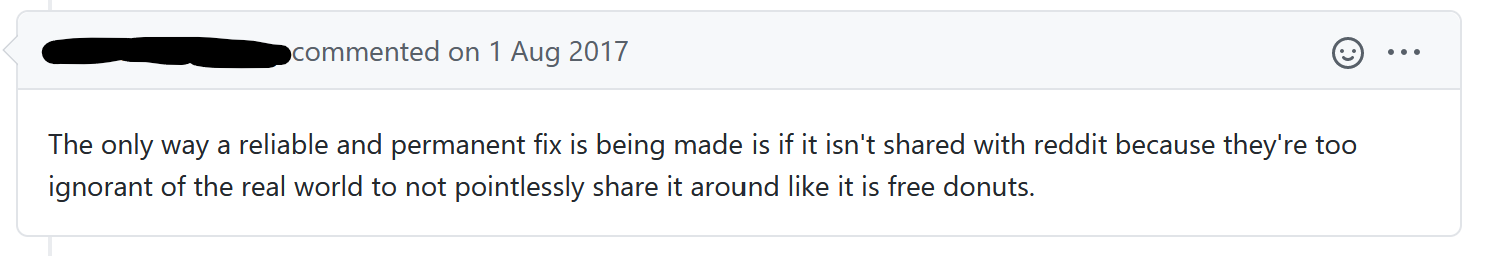 commented on 1 Aug 2017
The only way a reliable and permanent fix is being made is if it isn't shared with reddit because they're too
ignorant of the real world to not pointlessly share it around like it is free donuts.